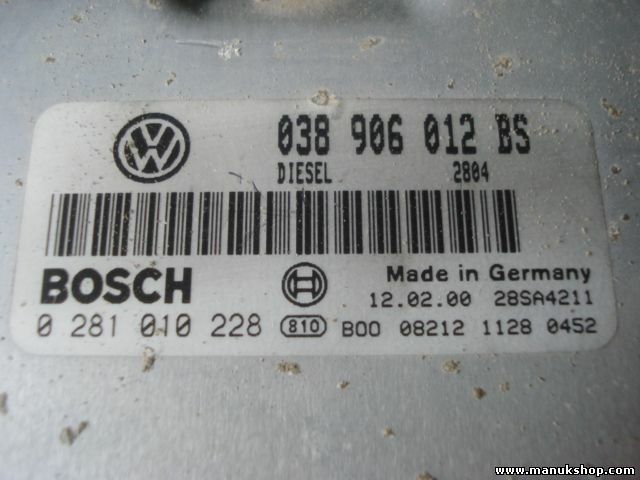 038 906 012 BS
DIESEL 2804
BOSCH Made in Germany
12.02.00 28SA4211
0 281 010 228 810 B00 08212 1128 0452
www.manukshop.com